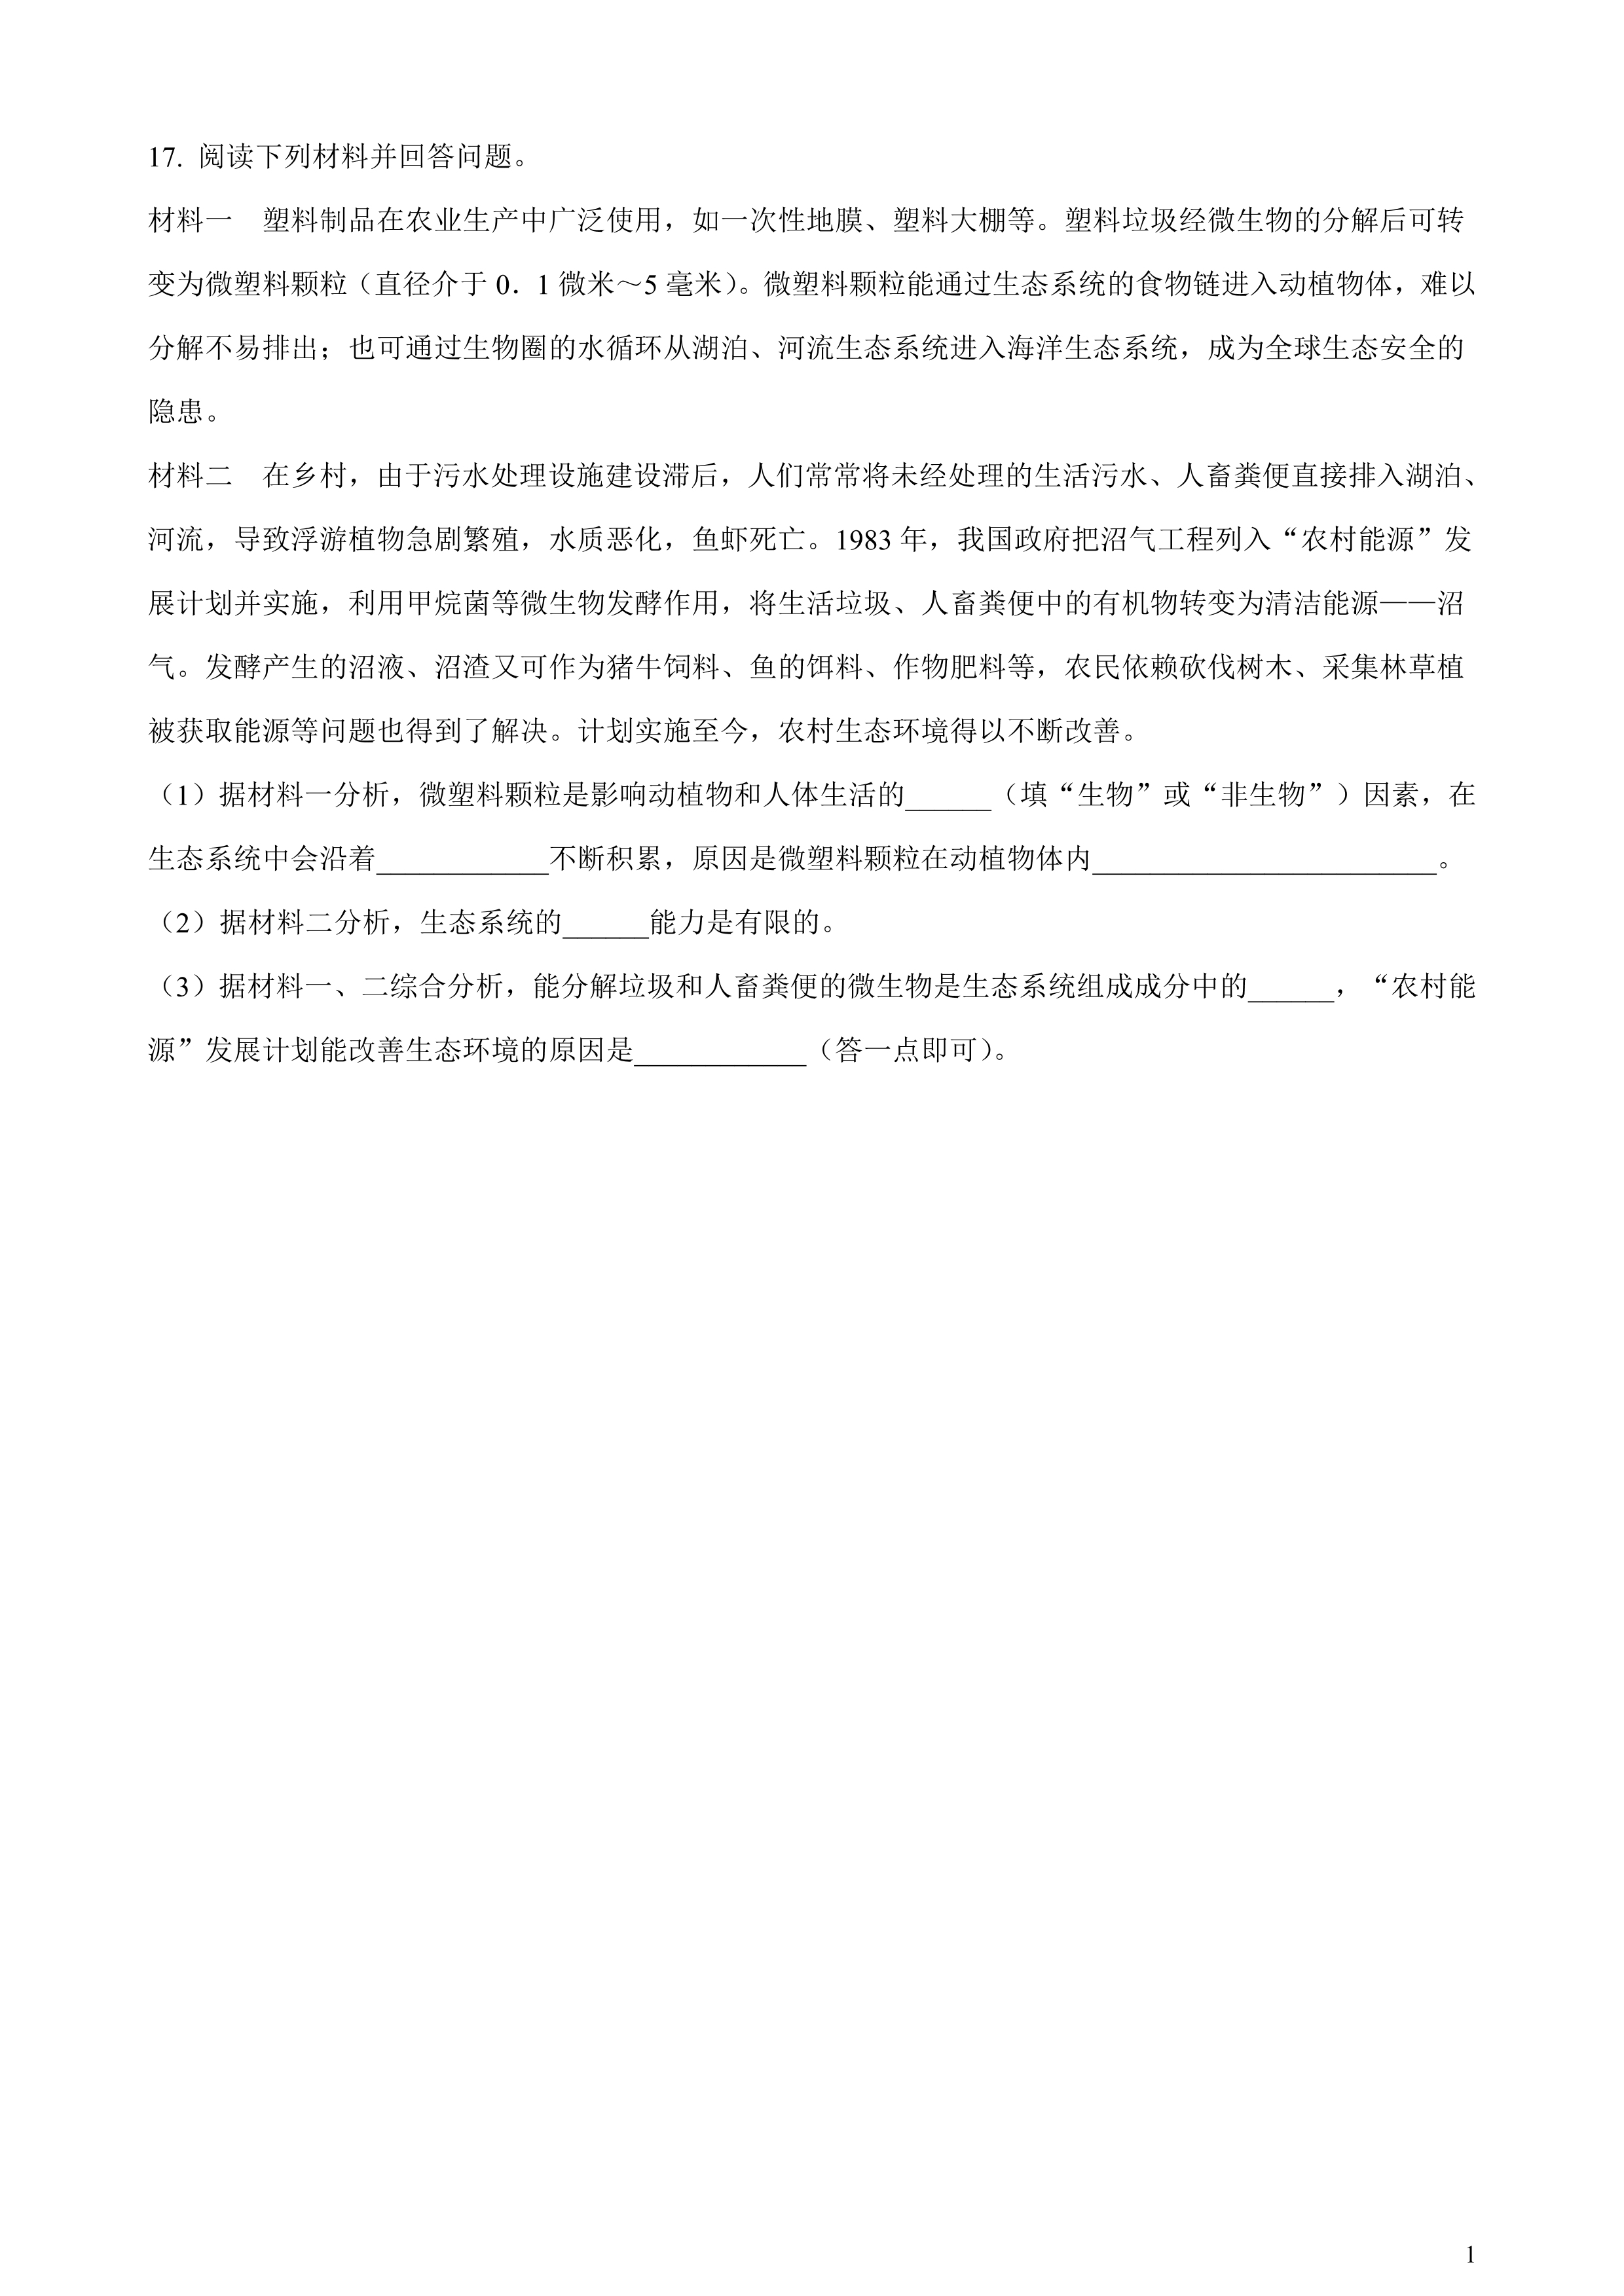 17. 阅读下列材料并回答问题。
材料一　塑料制品在农业生产中广泛使用，如一次性地膜、塑料大棚等。塑料垃圾经微生物的分解后可转
变为微塑料颗粒（直径介于 0．1 微米～5 毫米）。微塑料颗粒能通过生态系统的食物链进入动植物体，难以
分解不易排出；也可通过生物圈的水循环从湖泊、河流生态系统进入海洋生态系统，成为全球生态安全的
隐患。
材料二　在乡村，由于污水处理设施建设滞后，人们常常将未经处理的生活污水、人畜粪便直接排入湖泊、
河流，导致浮游植物急剧繁殖，水质恶化，鱼虾死亡。1983 年，我国政府把沼气工程列入“农村能源”发
展计划并实施，利用甲烷菌等微生物发酵作用，将生活垃圾、人畜粪便中的有机物转变为清洁能源——沼
气。发酵产生的沼液、沼渣又可作为猪牛饲料、鱼的饵料、作物肥料等，农民依赖砍伐树木、采集林草植
被获取能源等问题也得到了解决。计划实施至今，农村生态环境得以不断改善。
（1）据材料一分析，微塑料颗粒是影响动植物和人体生活的______（填“生物”或“非生物”）因素，在
生态系统中会沿着____________不断积累，原因是微塑料颗粒在动植物体内________________________。
（2）据材料二分析，生态系统的______能力是有限的。
（3）据材料一、二综合分析，能分解垃圾和人畜粪便的微生物是生态系统组成成分中的______，“农村能
源”发展计划能改善生态环境的原因是____________（答一点即可）。
1